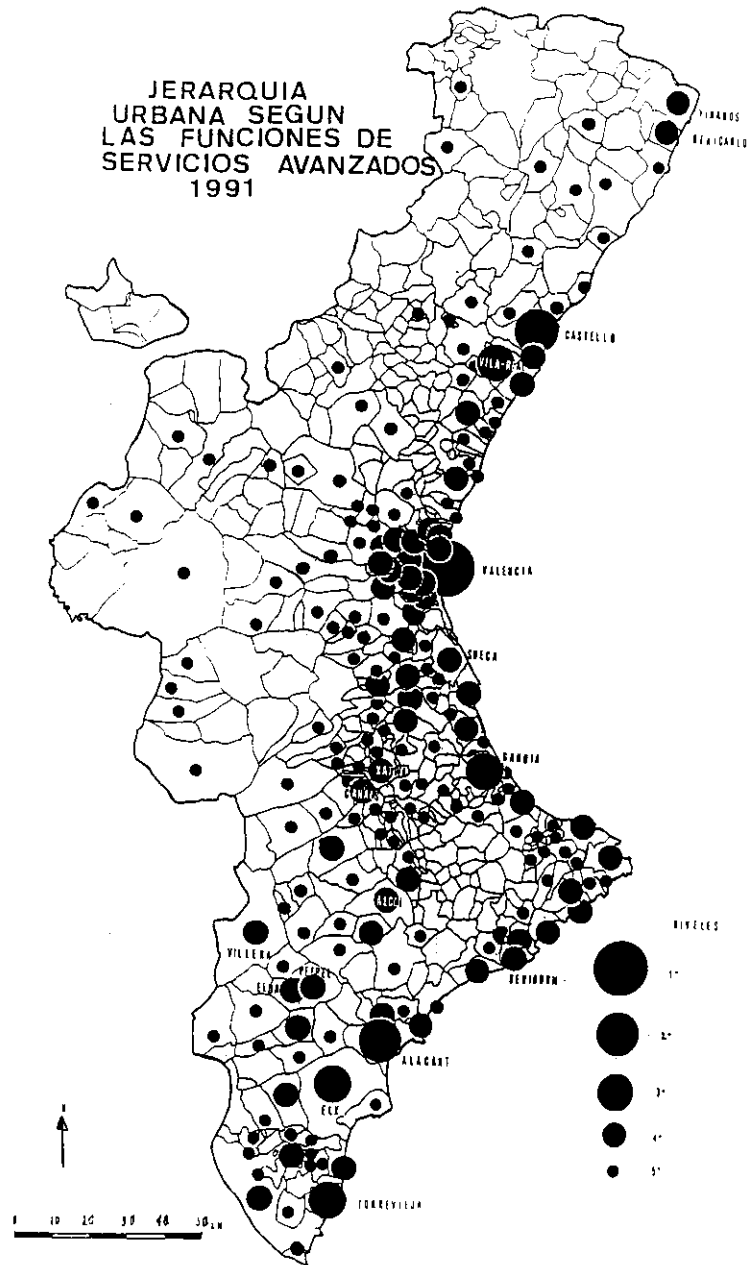 JERARQUIA
URBANA SEGUN
LAS FUNCIONES DE
SERVICIOS AVANZADOS
1991
VINAROS
BENICARLO
CASTELLO
VILA-REAL
VALENCIA
SUECA
GANDIA
XATIVA
CANALS
ALCOI
VILLENA
PETREL
ELDA
BENIDORM
NIVELES
1º
2º
3º
4º
5º
ALACANT
ELX
N
TORREVIEJA
0 10 20 30 40 50 KM